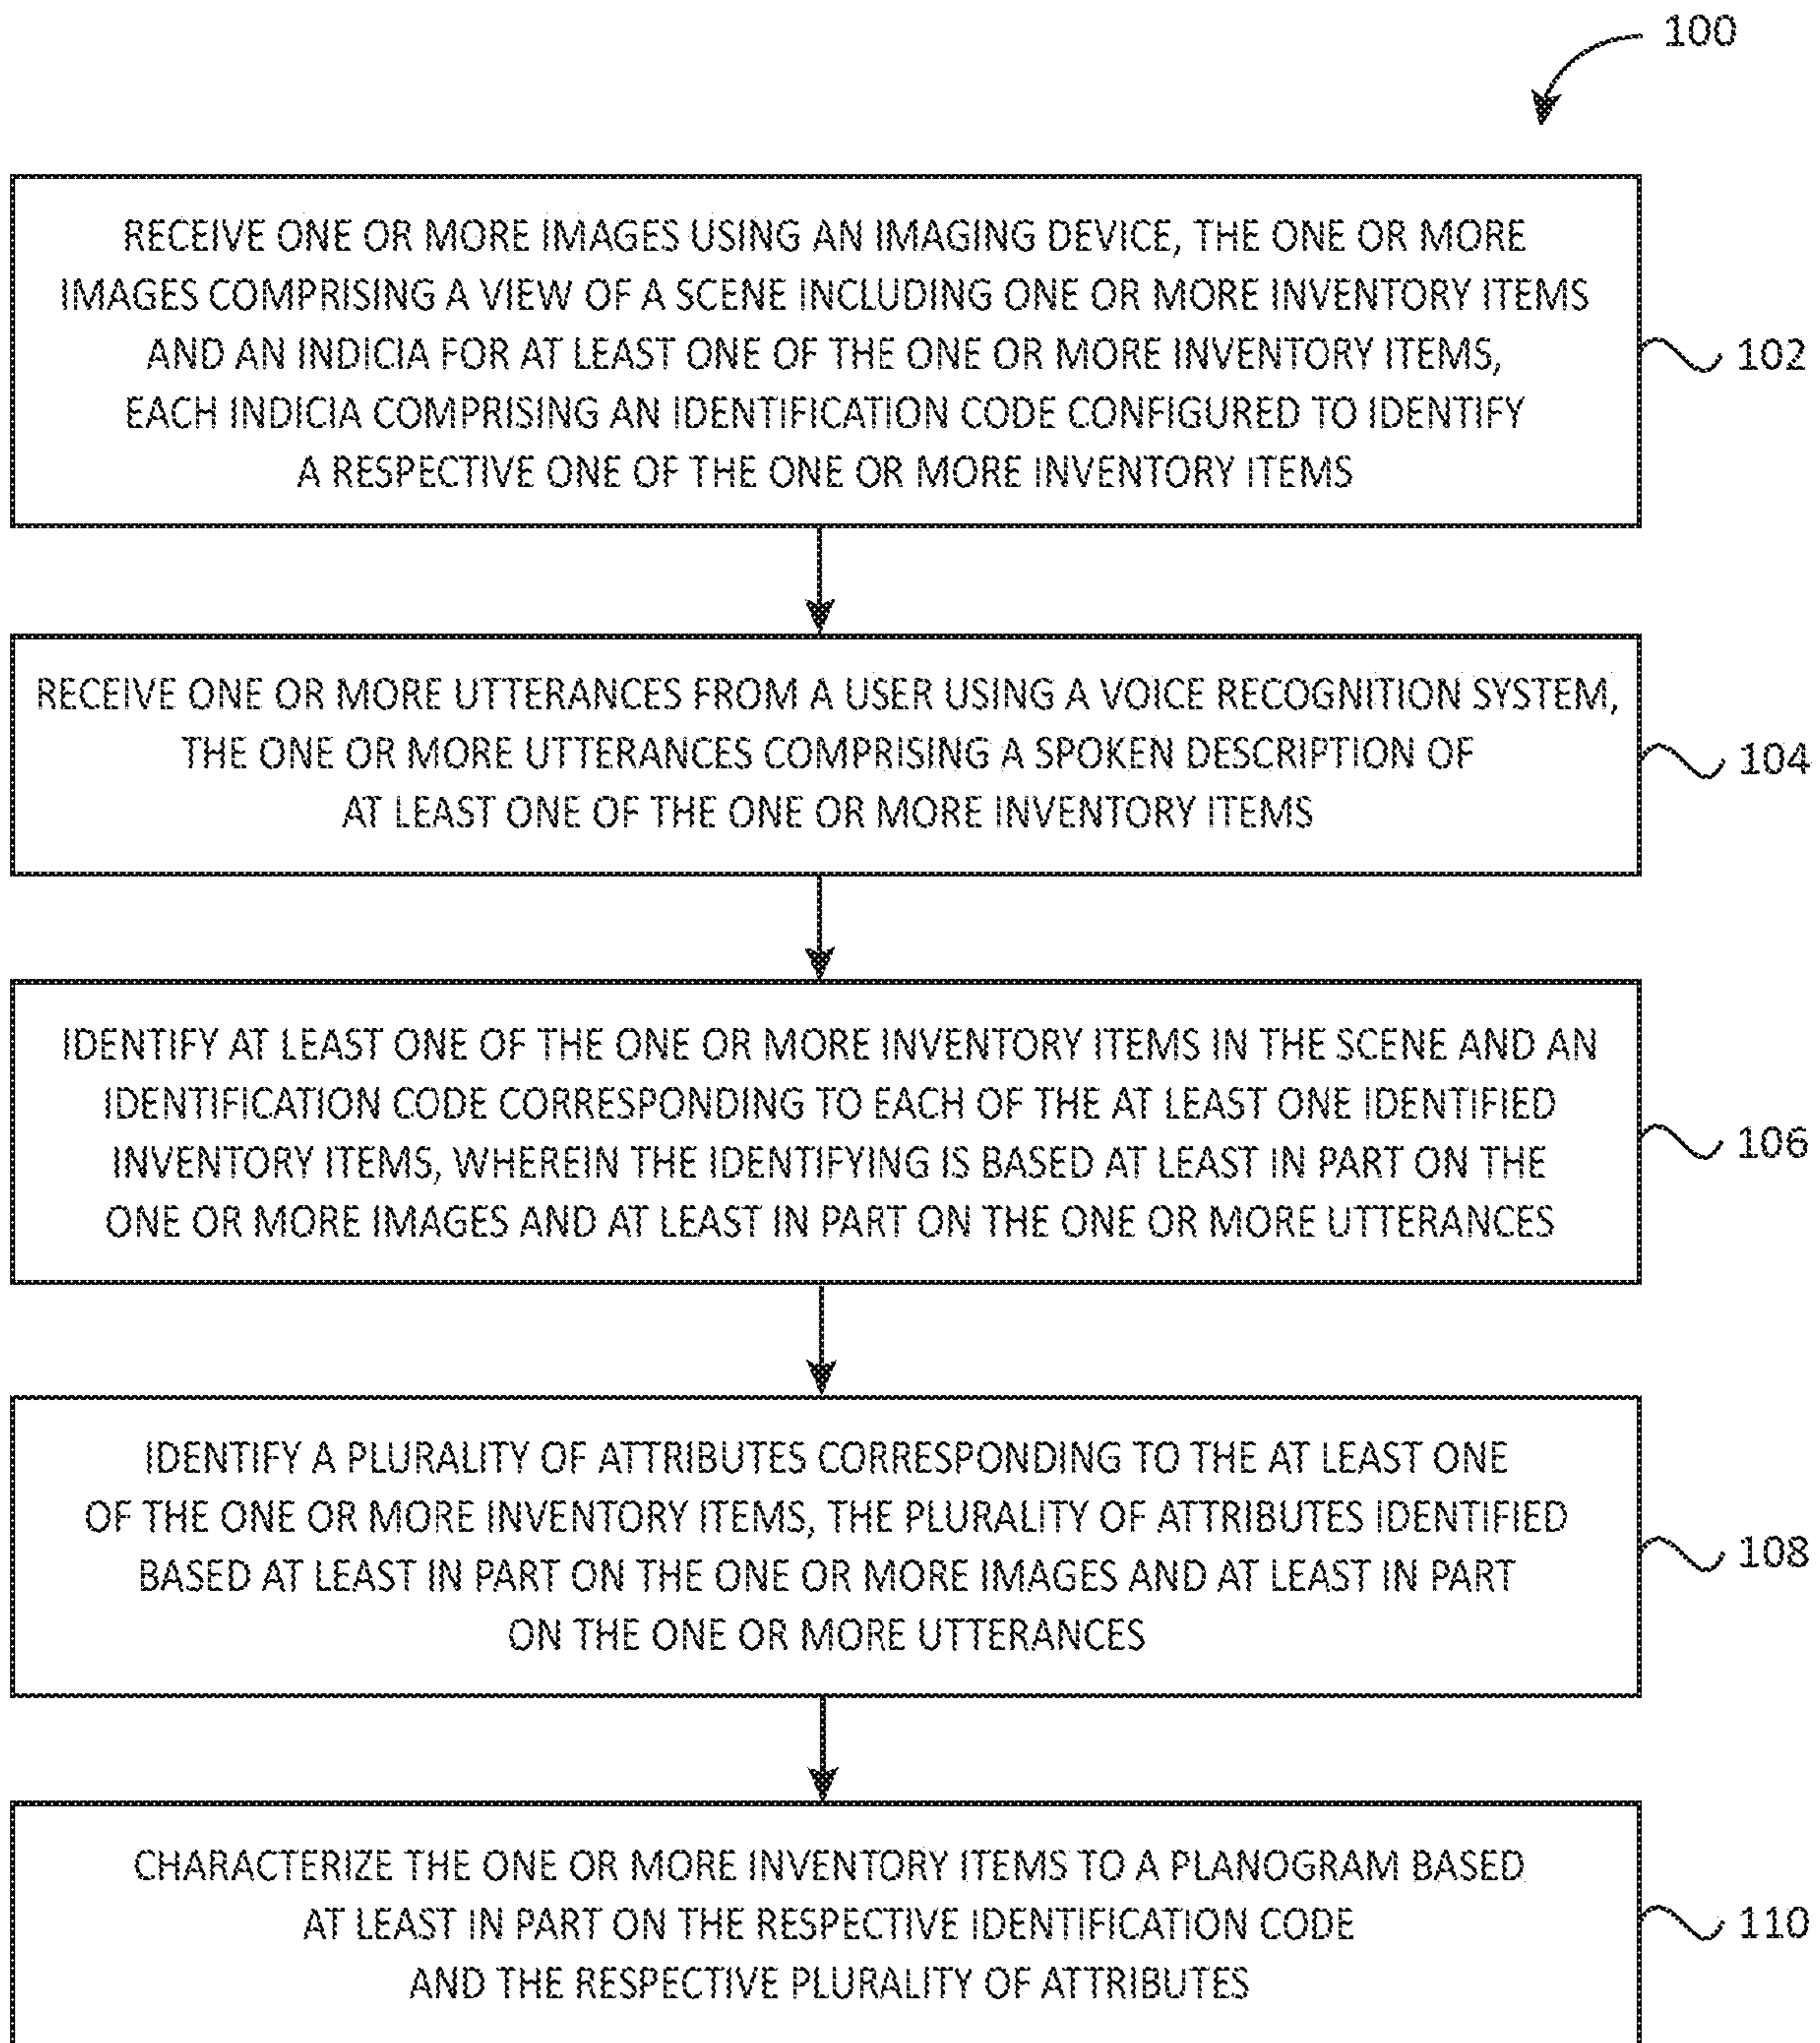 100
RECEIVE ONE OR MORE IMAGES USING AN IMAGING DEVICE, THE ONE OR MORE
IMAGES COMPRISING A VIEW OF A SCENE INCLUDING ONE OR MORE INVENTORY ITEMS
AND AN INDICIA FOR AT LEAST ONE OF THE ONE OR MORE INVENTORY ITEMS,
EACH INDICIA COMPRISING AN IDENTIFICATION CODE CONFIGURED TO IDENTIFY
A RESPECTIVE ONE OF THE ONE OR MORE INVENTORY ITEMS
102
RECEIVE ONE OR MORE UTTERANCES FROM A USER USING A VOICE RECOGNITION SYSTEM,
THE ONE OR MORE UTTERANCES COMPRISING A SPOKEN DESCRIPTION OF
AT LEAST ONE OF THE ONE OR MORE INVENTORY ITEMS
104
IDENTIFY AT LEAST ONE OF THE ONE OR MORE INVENTORY ITEMS IN THE SCENE AND AN
IDENTIFICATION CODE CORRESPONDING TO EACH OF THE AT LEAST ONE IDENTIFIED
INVENTORY ITEMS, WHEREIN THE IDENTIFYING IS BASED AT LEAST IN PART ON THE
ONE OR MORE IMAGES AND AT LEAST IN PART ON THE ONE OR MORE UTTERANCES
106
IDENTIFY A PLURALITY OF ATTRIBUTES CORRESPONDING TO THE AT LEAST ONE
OF THE ONE OR MORE INVENTORY ITEMS, THE PLURALITY OF ATTRIBUTES IDENTIFIED
BASED AT LEAST IN PART ON THE ONE OR MORE IMAGES AND AT LEAST IN PART
ON THE ONE OR MORE UTTERANCES
108
CHARACTERIZE THE ONE OR MORE INVENTORY ITEMS TO A PLANOGRAM BASED
AT LEAST IN PART ON THE RESPECTIVE IDENTIFICATION CODE
AND THE RESPECTIVE PLURALITY OF ATTRIBUTES
110